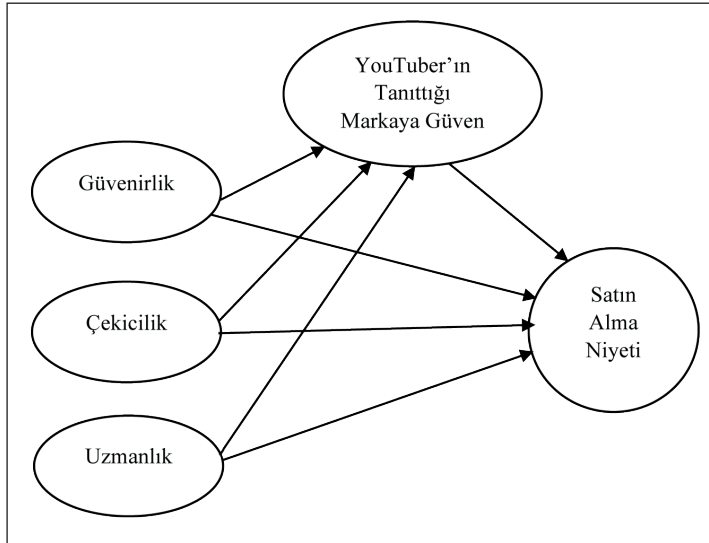 YouTuber’ın
Tanıttığı
Markaya Güven
Güvenirlik
Çekicilik
Uzmanlık
Satın
Alma
Niyeti